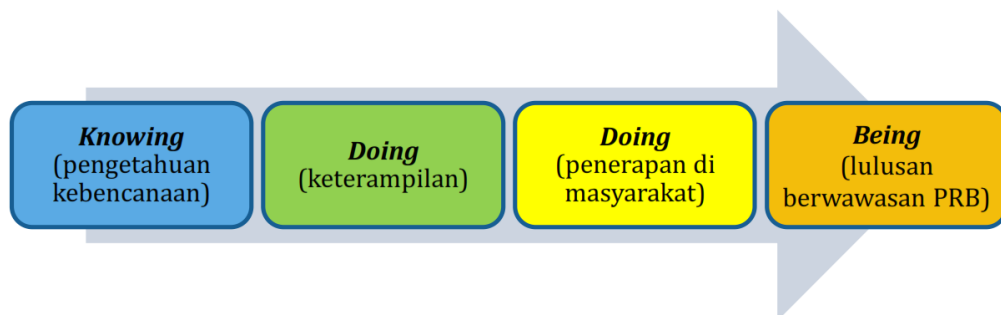 Knowing
(pengetahuan
kebencanaan)
Doing
(keterampilan)
Doing
(penerapan di
masyarakat)
Being
(lulusan
berwawasan PRB)